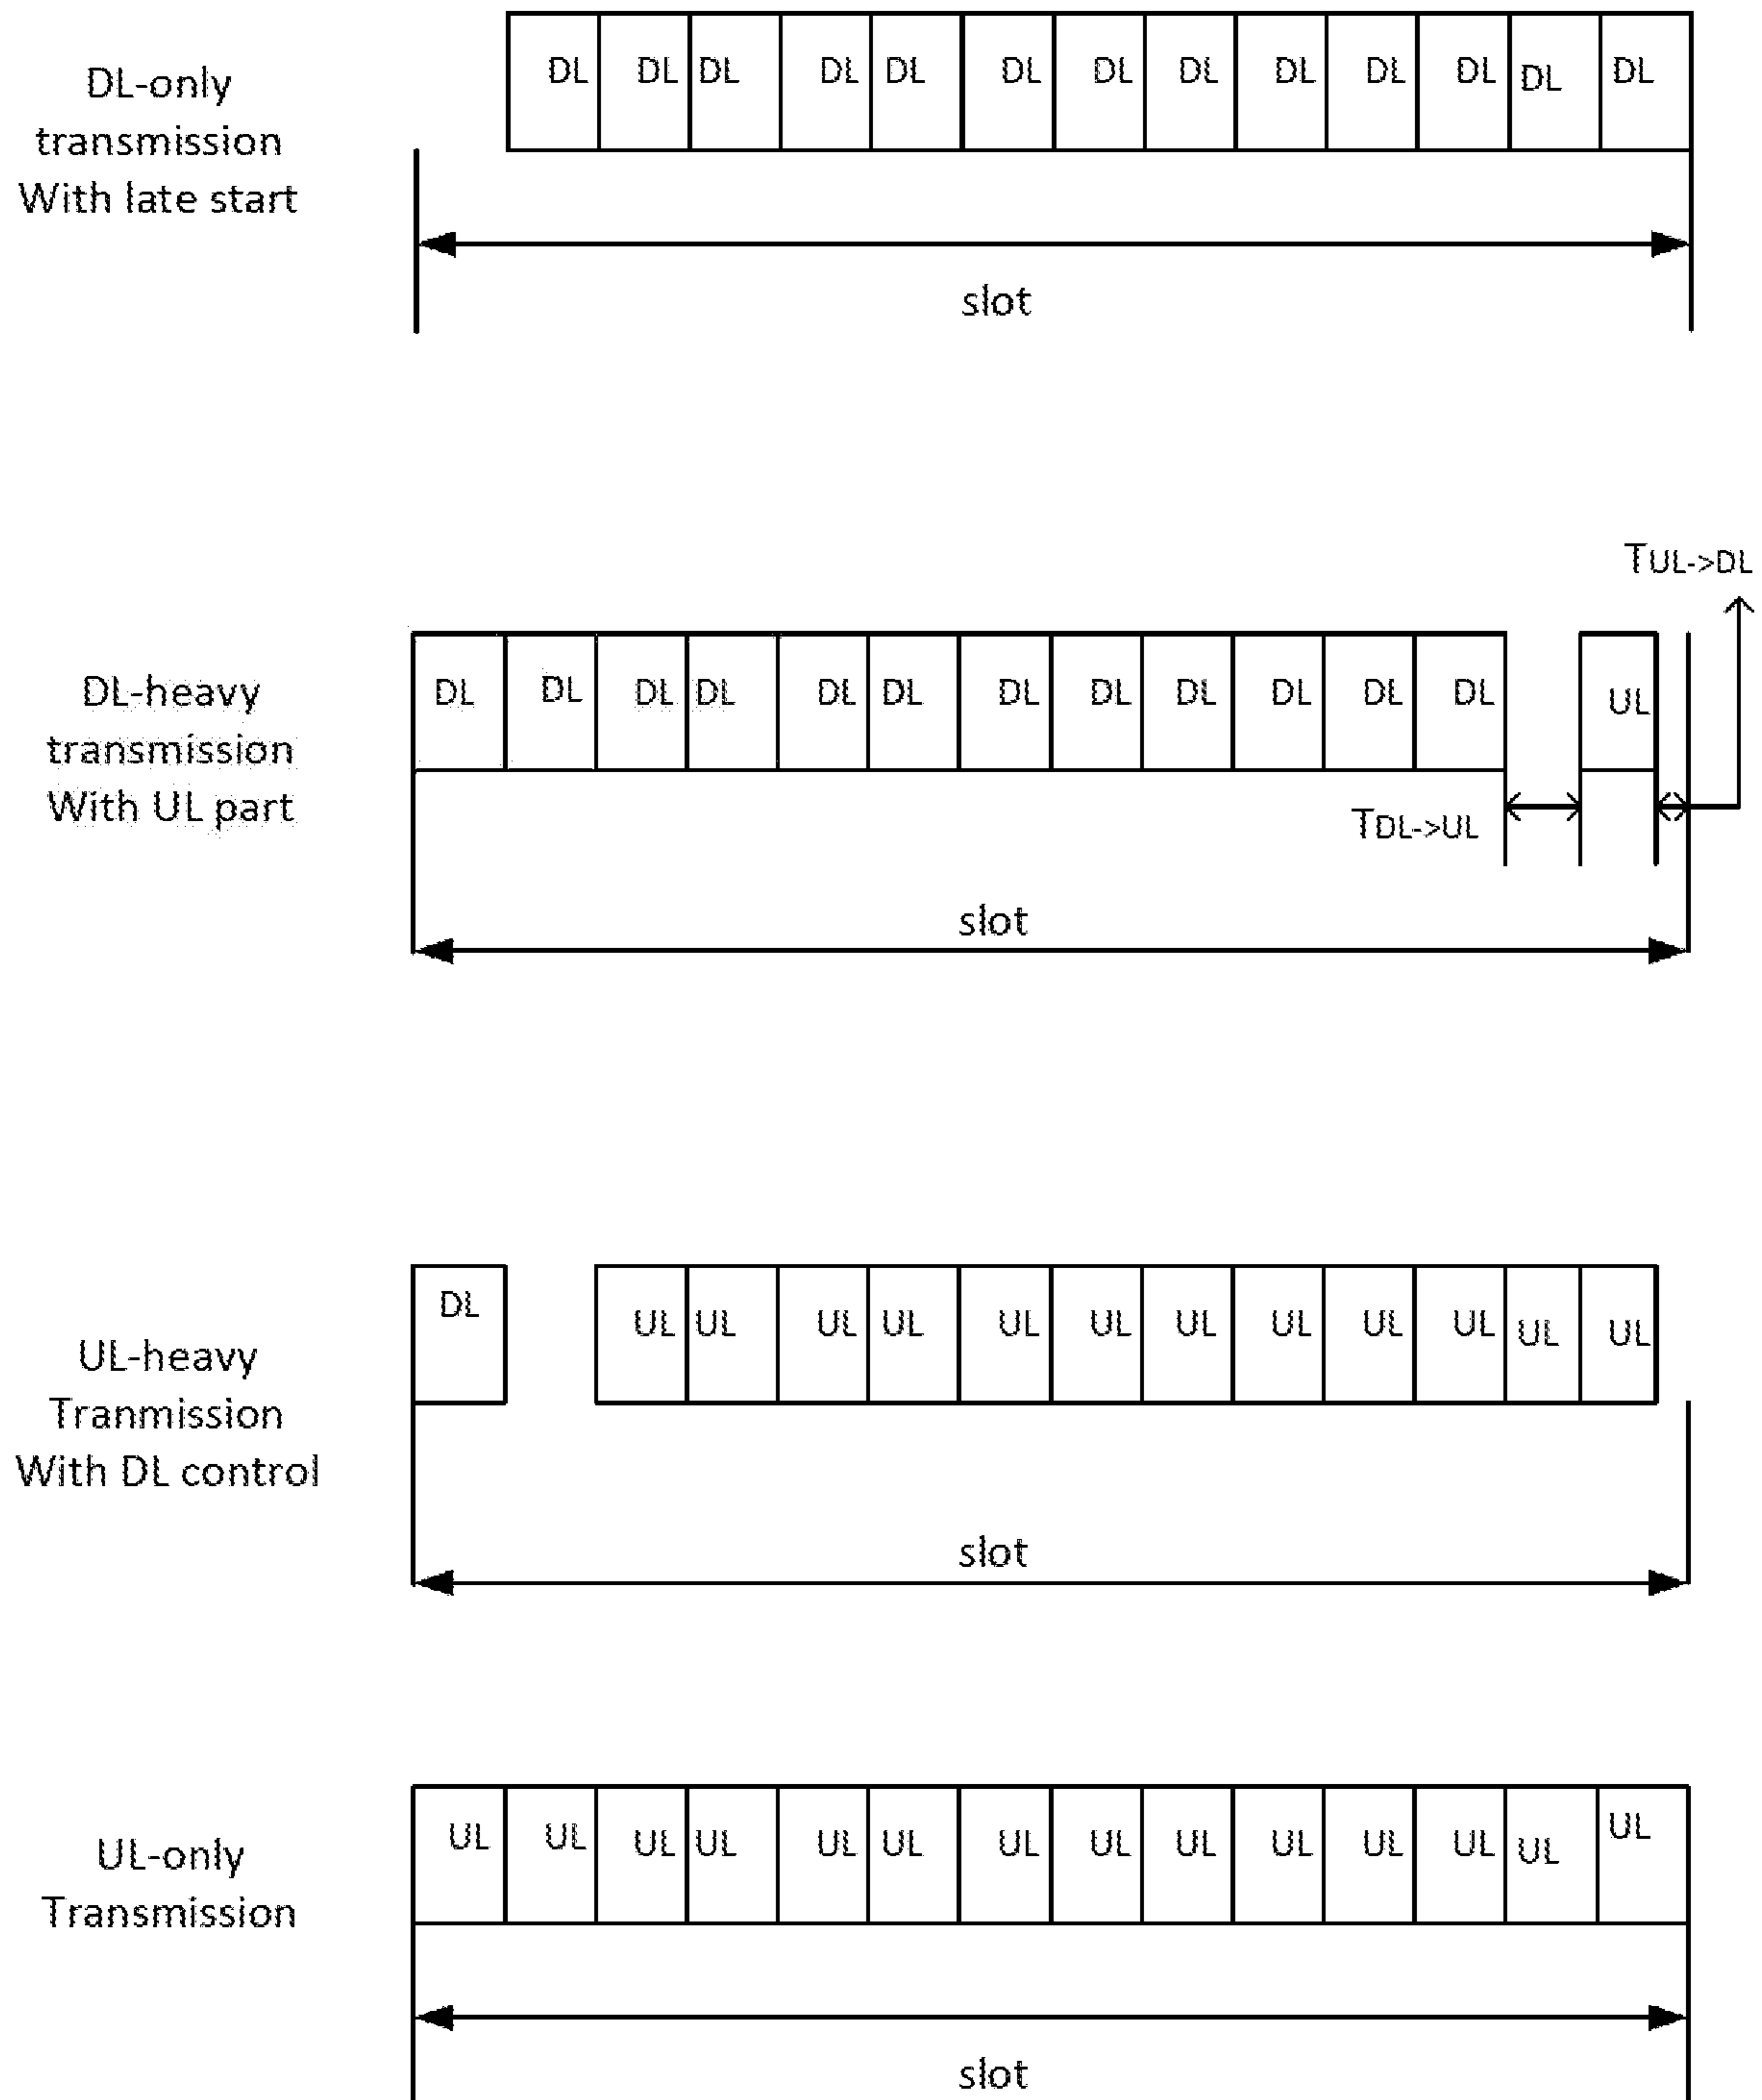 DL-only
transmission
With late start
DL DL DL DL DL DL DL DL DL DL DL DL DL
slot
TUL->DL
DL-heavy
transmission
With UL part
DL DL DL DL DL DL DL DL DL DL DL DL UL
TDL->UL
slot
UL-heavy
Tranmission
With DL control
DL UL UL UL UL UL UL UL UL UL UL UL UL
slot
UL-only
Transmission
UL UL UL UL UL UL UL UL UL UL UL UL UL UL
slot